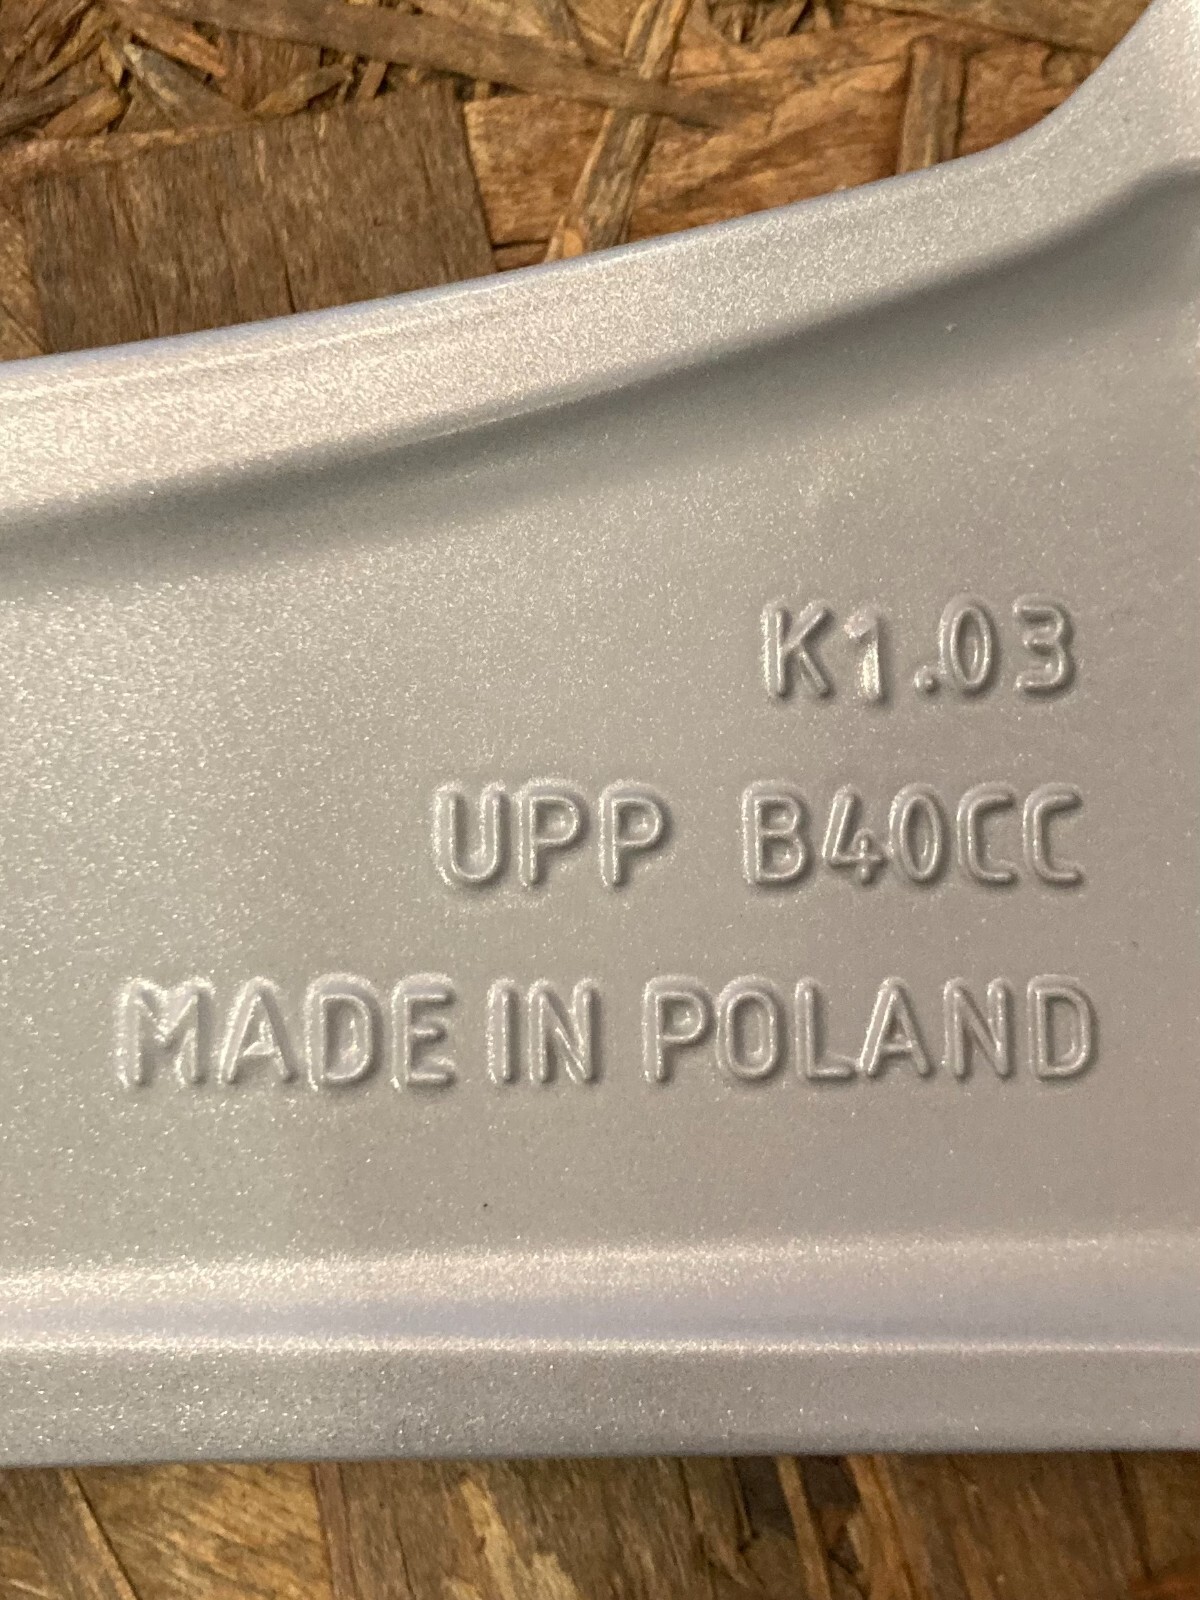 K1.03
UPP B40CC
MADE IN POLAND